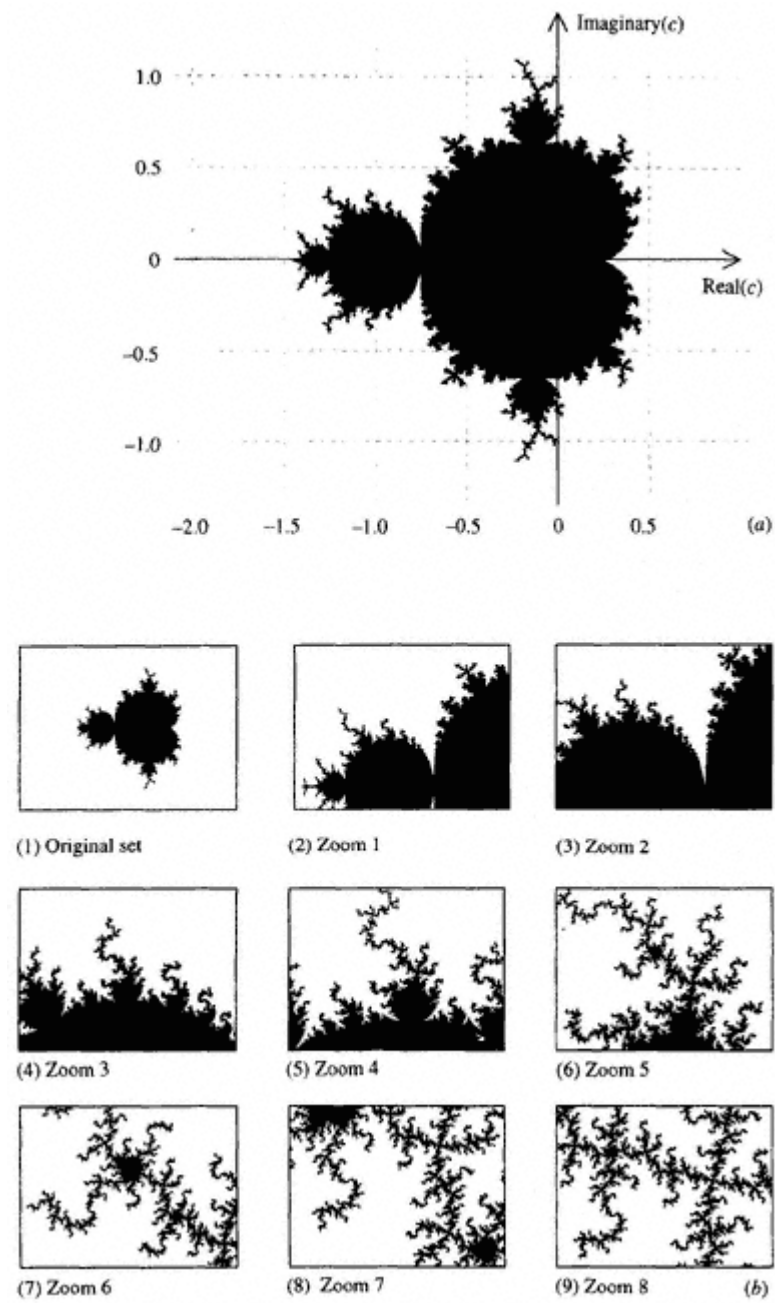 Imaginary(c)
1.0
0.5
0
Real(c)
−0.5
−1.0
−2.0 −1.5 −1.0 −0.5 0 0.5 (a)
(1) Original set (2) Zoom 1 (3) Zoom 2
(4) Zoom 3 (5) Zoom 4 (6) Zoom 5
(7) Zoom 6 (8) Zoom 7 (9) Zoom 8 (b)